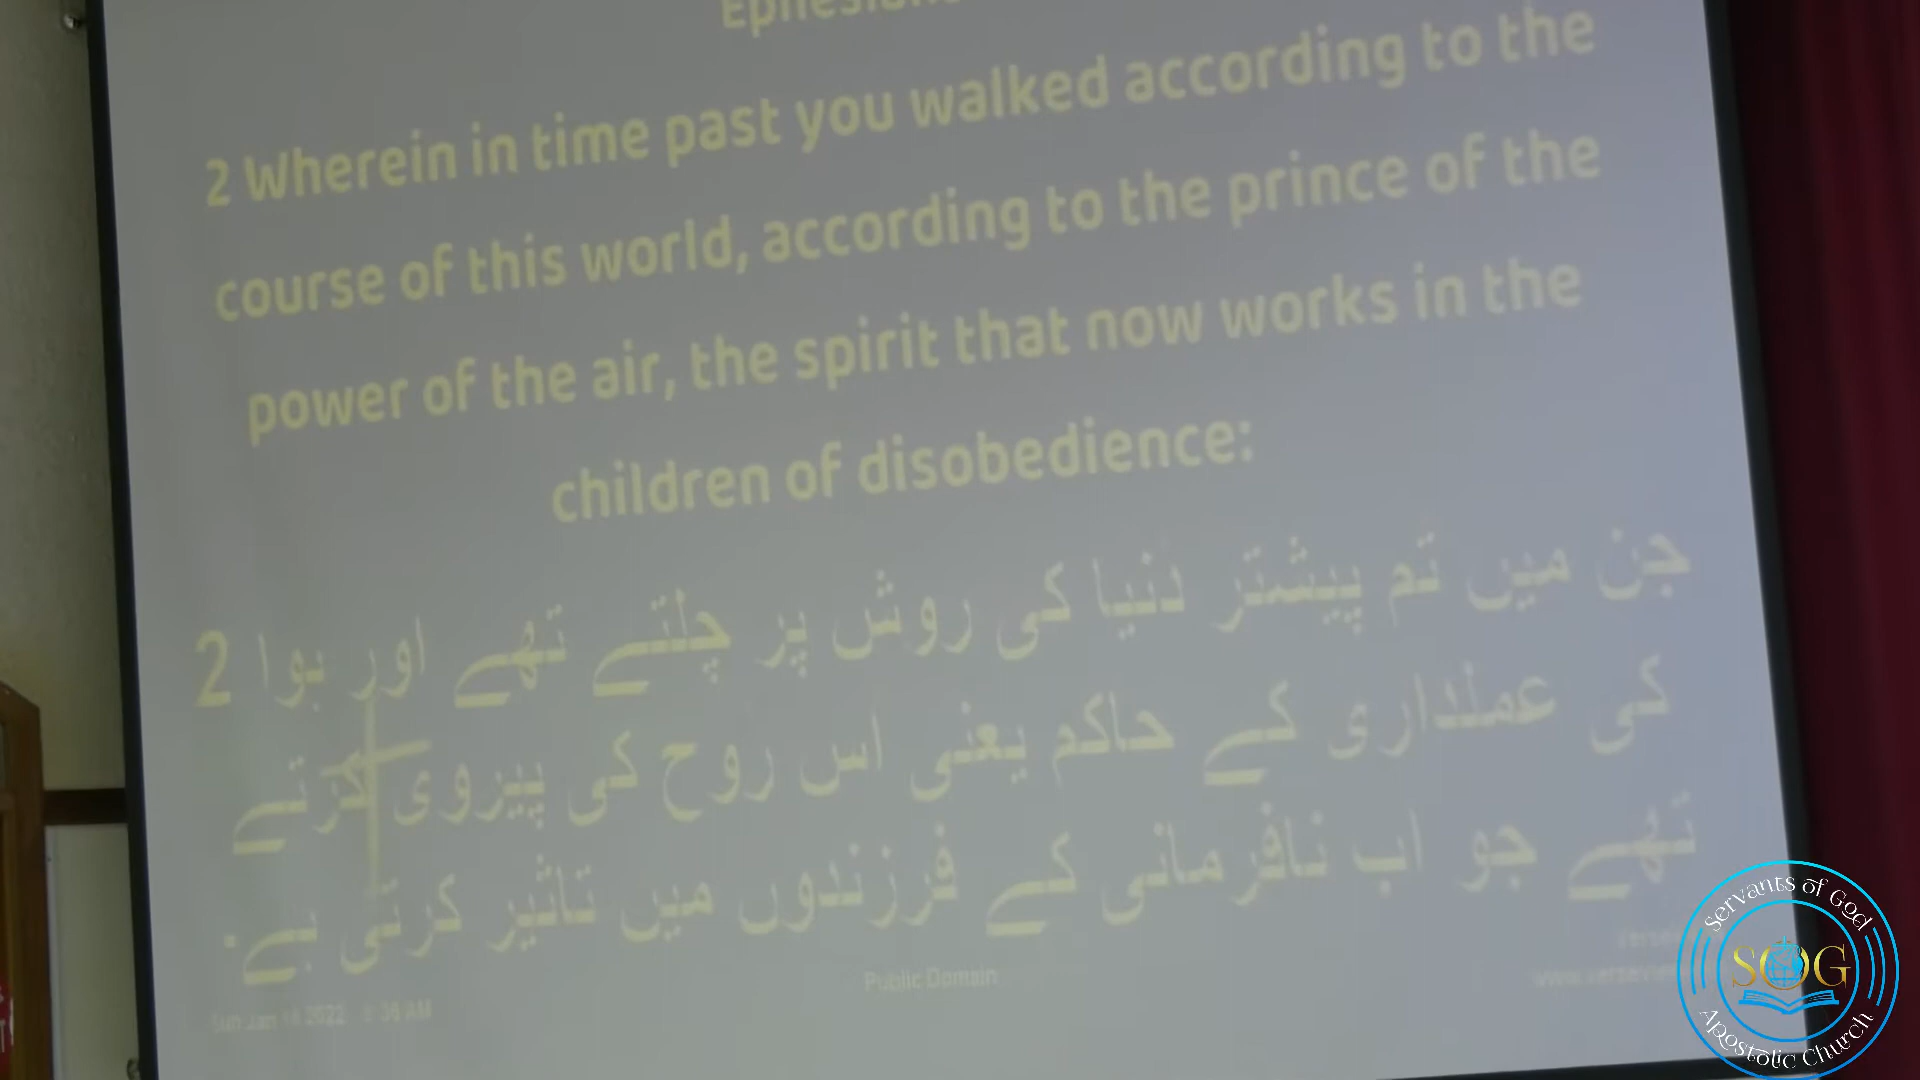 2 Wherein in time past you walked according to the
course of this world, according to the prince of the
power of the air, the spirit that now works in the
children of disobedience:
جن میں تم پیشتر دنیا کی روش پر چلتے تھے اور ہوا 2
کی عملداری کے حاکم یعنی اس روح کی پیروی کرتے
تھے جو اب نافرمانی کے فرزندوں میں تاثیر کرتی ہے۔
Public Domain
Servants of God
SOG
Apostolic Church